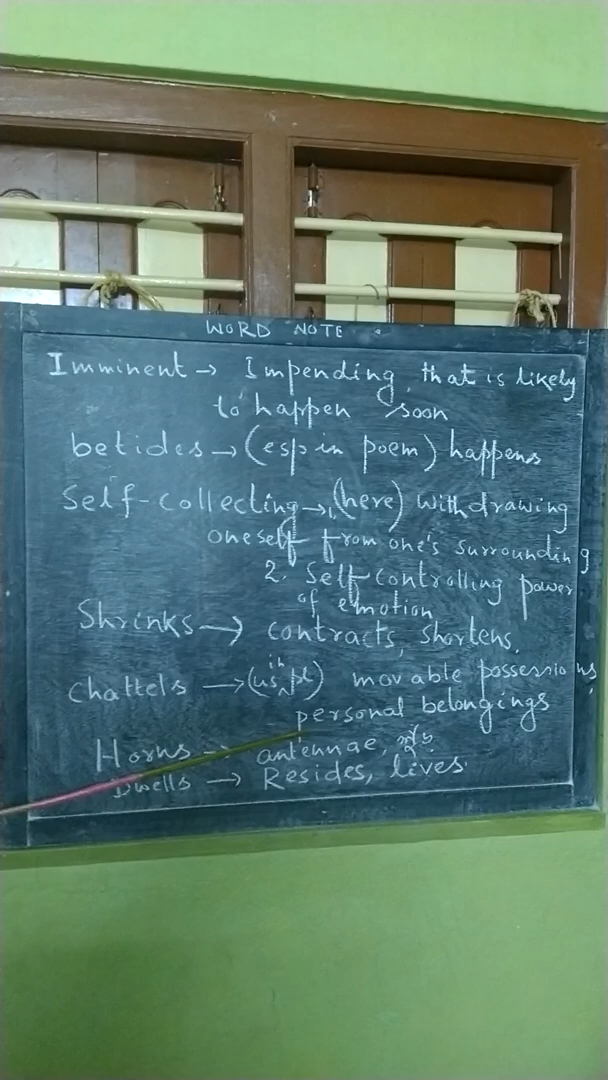 WORD NOTE
Imminent → Impending, that is likely
to happen soon
betides → (esp in poem) happens
Self-collecting → 1. (here) withdrawing
oneself from one's surrounding
2. Self controlling power
of emotion
Shrinks → contracts, shortens,
Chattels → (us. in pl) movable possessions,
personal belongings
Horns → antennae,
Dwells → Resides, lives.